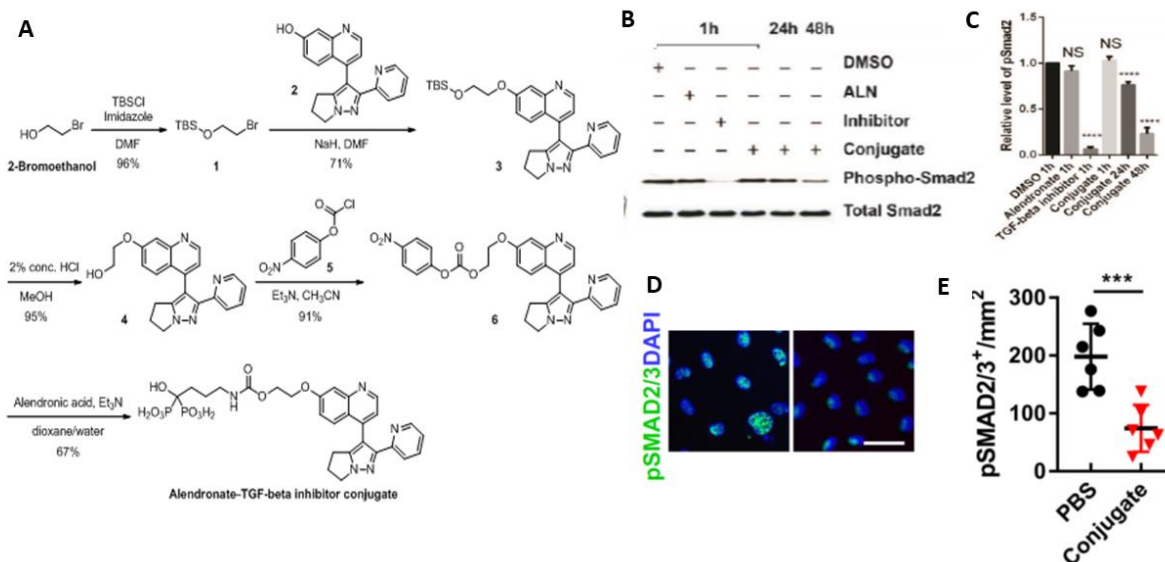 A
HO
Br
2-Bromoethanol
TBSCl
Imidazole
DMF
96%
TBS
O
Br
1
HO
N
N
N
N
2
NaH, DMF
71%
TBSO
O
N
N
N
N
3
2% conc. HCl
MeOH
95%
O
HO
N
N
N
N
4
O
Cl
O
O₂N
5
Et₃N, CH₃CN
91%
O₂N
O
O
O
O
N
N
N
N
6
Alendronic acid, Et₃N
dioxane/water
67%
HO
H₂O₃P PO₃H₂
N
H
O
O
O
N
N
N
N
Alendronate-TGF-beta inhibitor conjugate
B
1h 24h 48h
+ – – – – – DMSO
– + – – – – ALN
– – + – – – Inhibitor
– – – + + + Conjugate
Phospho-Smad2
Total Smad2
C
Relative level of pSmad2
1.5
1.0
0.5
0.0
NS
****
NS
****
****
DMSO 1h
Alendronate 1h
TGF-beta inhibitor 1h
Conjugate 1h
Conjugate 24h
Conjugate 48h
D
pSMAD2/3DAPI
E
pSMAD2/3⁺/mm²
300
200
100
0
***
PBS
Conjugate